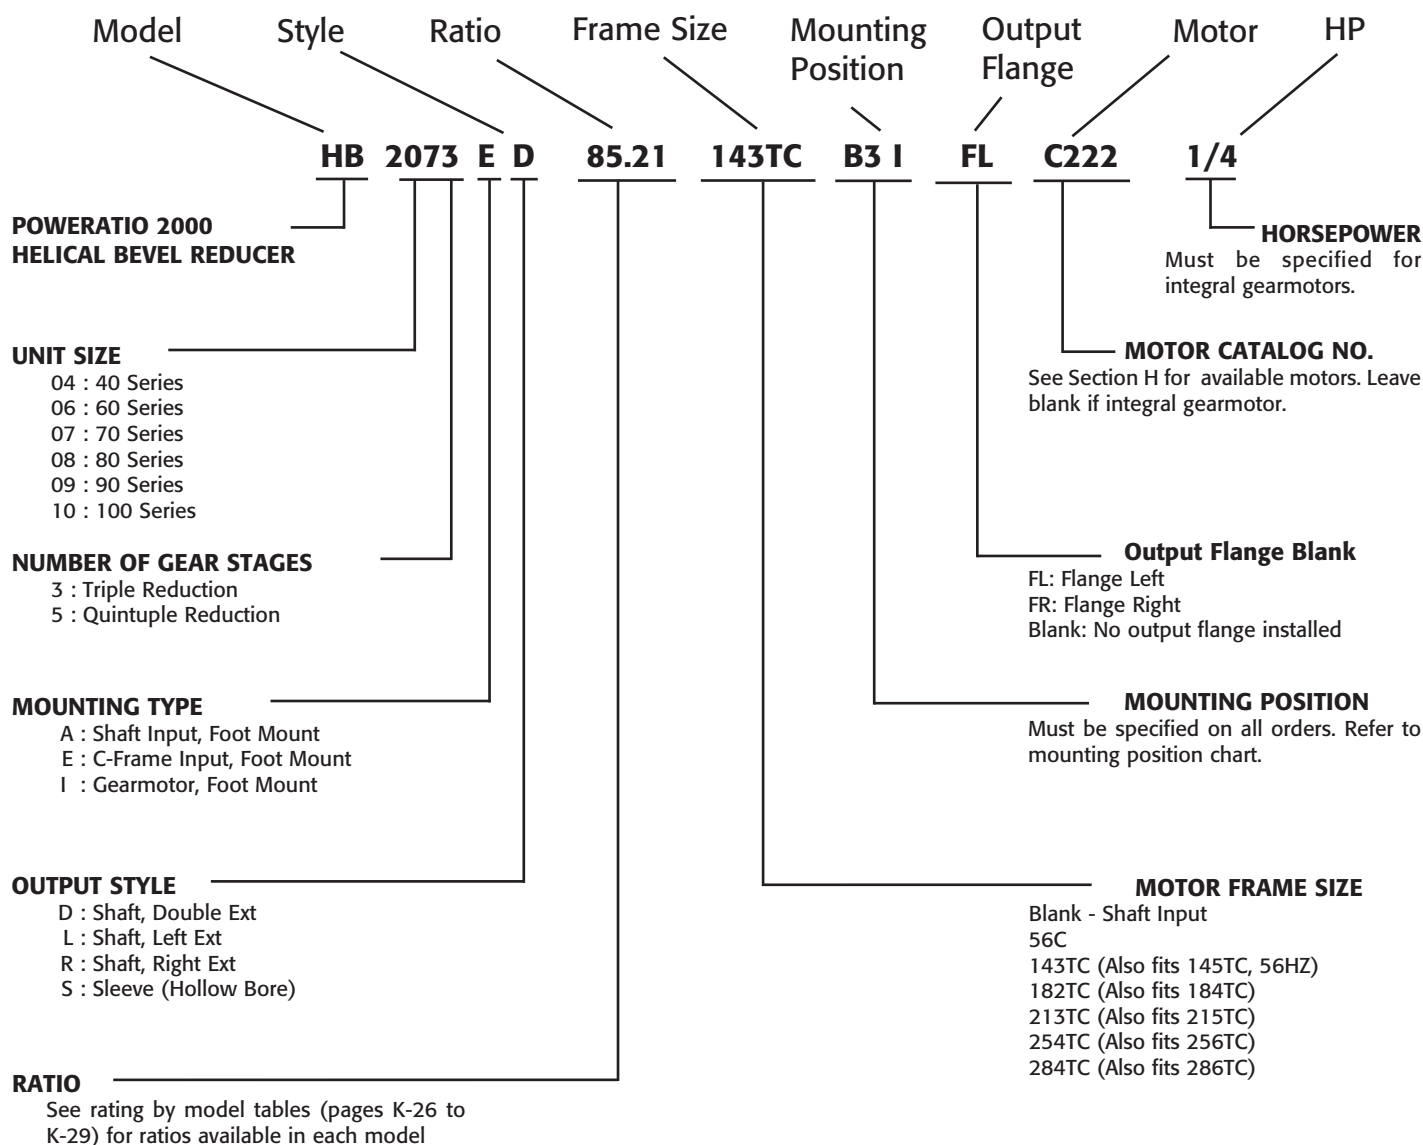 Model Style Ratio Frame Size Mounting Position Output Flange Motor HP
HB 2073 E D 85.21 143TC B3 I FL C222 1/4
POWERATIO 2000
HELICAL BEVEL REDUCER
UNIT SIZE
04 : 40 Series
06 : 60 Series
07 : 70 Series
08 : 80 Series
09 : 90 Series
10 : 100 Series
NUMBER OF GEAR STAGES
3 : Triple Reduction
5 : Quintuple Reduction
MOUNTING TYPE
A : Shaft Input, Foot Mount
E : C-Frame Input, Foot Mount
I : Gearmotor, Foot Mount
OUTPUT STYLE
D : Shaft, Double Ext
L : Shaft, Left Ext
R : Shaft, Right Ext
S : Sleeve (Hollow Bore)
RATIO
See rating by model tables (pages K-26 to
K-29) for ratios available in each model
HORSEPOWER
Must be specified for
integral gearmotors.
MOTOR CATALOG NO.
See Section H for available motors. Leave
blank if integral gearmotor.
Output Flange Blank
FL: Flange Left
FR: Flange Right
Blank: No output flange installed
MOUNTING POSITION
Must be specified on all orders. Refer to
mounting position chart.
MOTOR FRAME SIZE
Blank - Shaft Input
56C
143TC (Also fits 145TC, 56HZ)
182TC (Also fits 184TC)
213TC (Also fits 215TC)
254TC (Also fits 256TC)
284TC (Also fits 286TC)